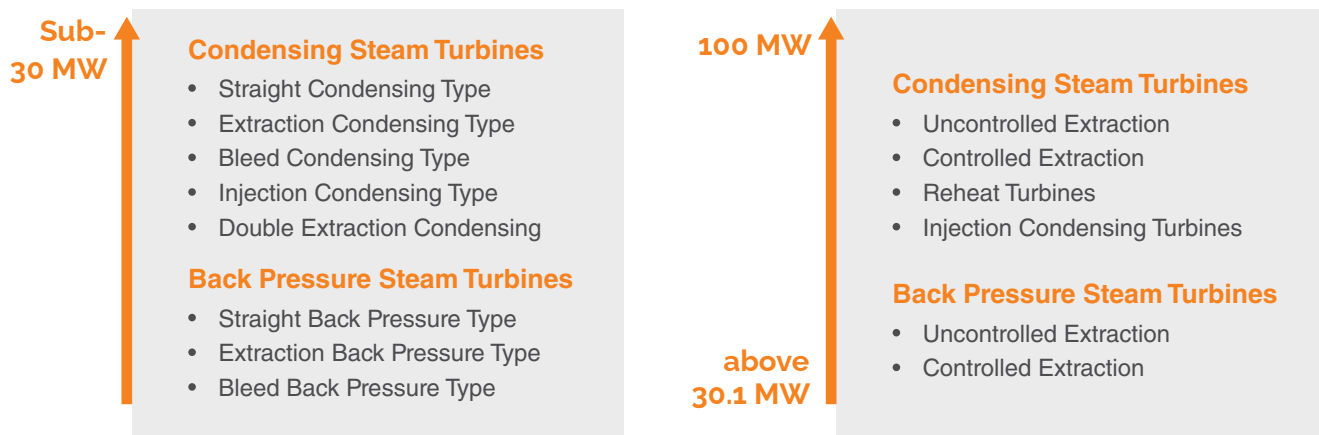 Sub-
30 MW
Condensing Steam Turbines
• Straight Condensing Type
• Extraction Condensing Type
• Bleed Condensing Type
• Injection Condensing Type
• Double Extraction Condensing
Back Pressure Steam Turbines
• Straight Back Pressure Type
• Extraction Back Pressure Type
• Bleed Back Pressure Type
100 MW
above
30.1 MW
Condensing Steam Turbines
• Uncontrolled Extraction
• Controlled Extraction
• Reheat Turbines
• Injection Condensing Turbines
Back Pressure Steam Turbines
• Uncontrolled Extraction
• Controlled Extraction